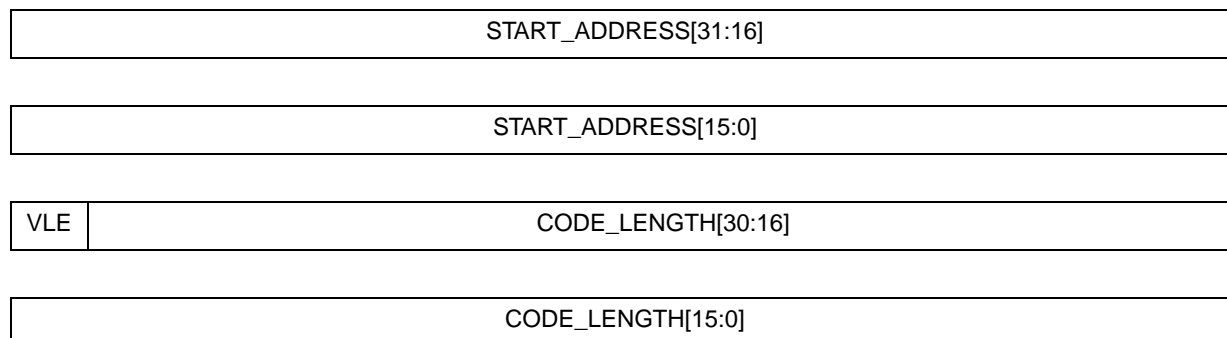 START_ADDRESS[31:16]
START_ADDRESS[15:0]
VLE CODE_LENGTH[30:16]
CODE_LENGTH[15:0]